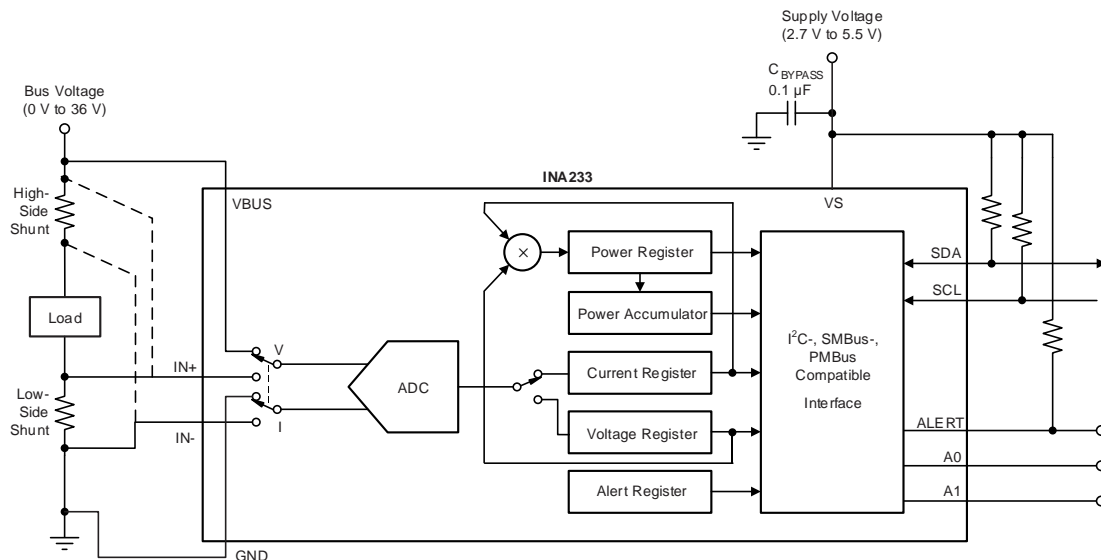 Supply Voltage
(2.7 V to 5.5 V)
CBYPASS
0.1 µF
Bus Voltage
(0 V to 36 V)
INA233
High-
Side
Shunt
VBUS
VS
×
Power Register
SDA
Power Accumulator
SCL
Load
V
I²C-, SMBus-,
PMBus
Compatible
Interface
IN+
ADC
Current Register
Low-
Side
Shunt
I
Voltage Register
ALERT
IN-
A0
Alert Register
A1
GND